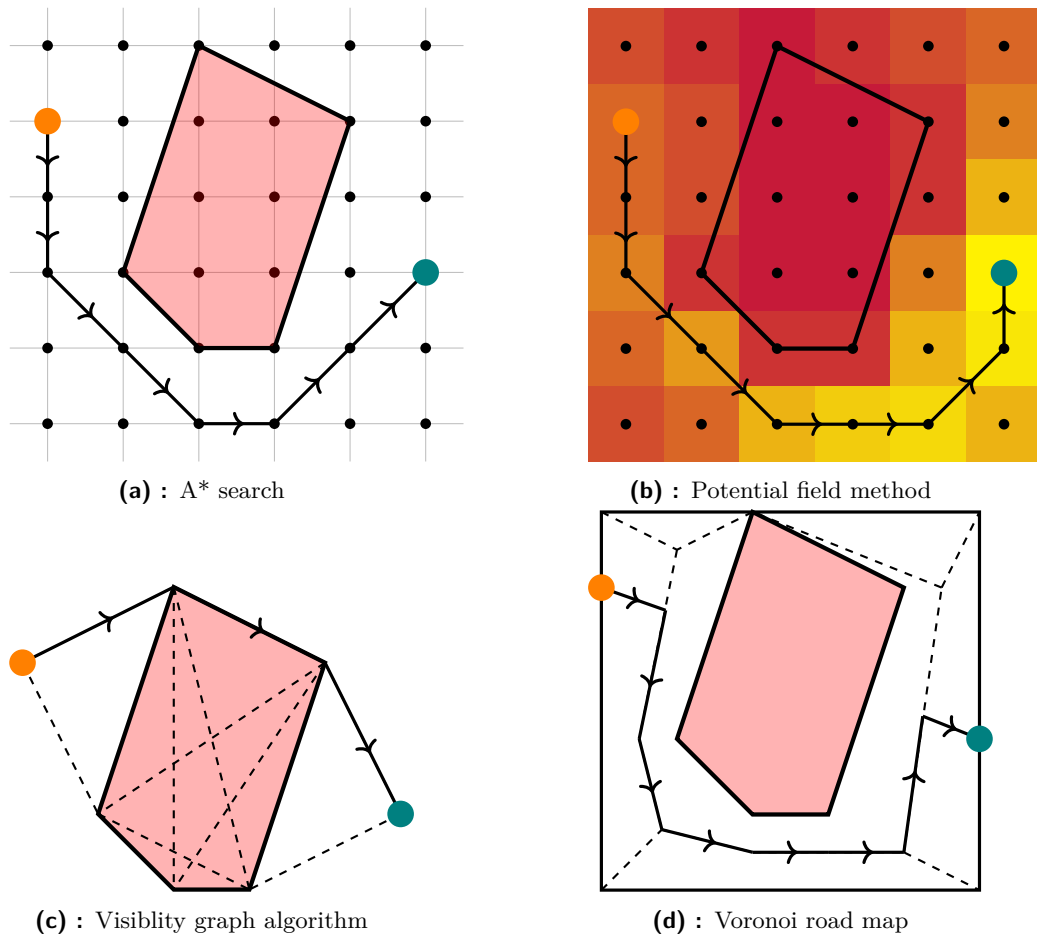 (a) : A* search
(b) : Potential field method
(c) : Visiblity graph algorithm
(d) : Voronoi road map